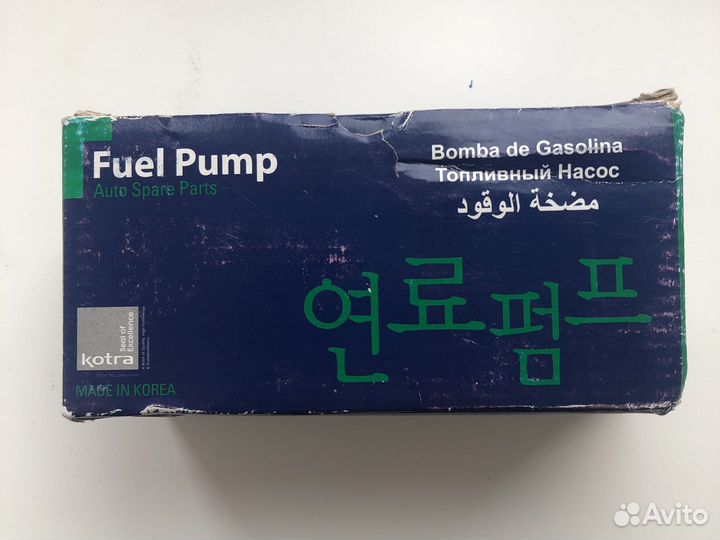 Fuel Pump
Auto Spare Parts
Bomba de Gasolina
Топливный Насос
مضخة الوقود
연료펌프
kotra
Seal of
Excellence
MADE IN KOREA
Avito